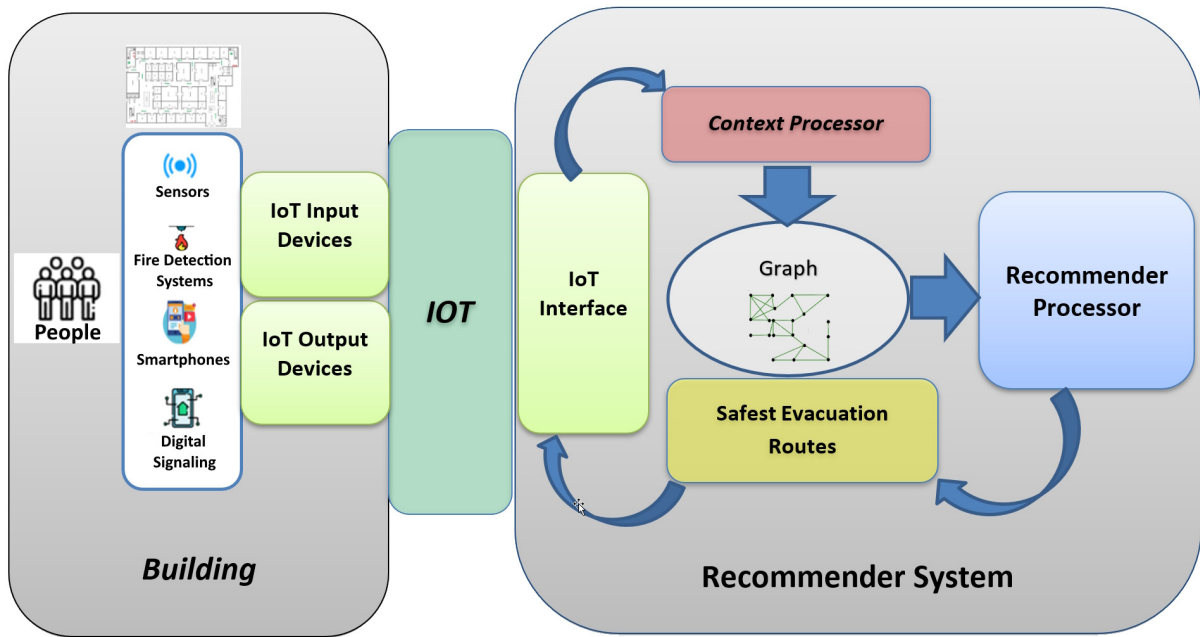 Sensors
Fire Detection
Systems
Smartphones
Digital
Signaling
People
IoT Input
Devices
IoT Output
Devices
Building
IOT
IoT
Interface
Context Processor
Graph
Recommender
Processor
Safest Evacuation
Routes
Recommender System